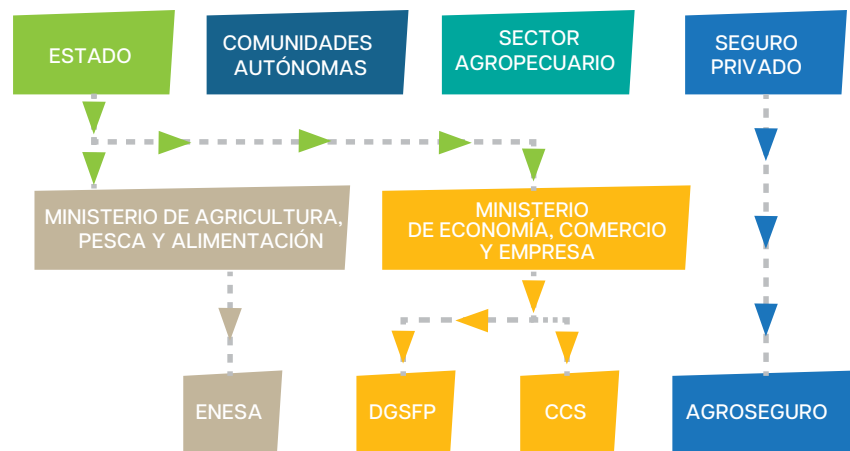 ESTADO
COMUNIDADES
AUTÓNOMAS
SECTOR
AGROPECUARIO
SEGURO
PRIVADO
MINISTERIO DE AGRICULTURA,
PESCA Y ALIMENTACIÓN
MINISTERIO
DE ECONOMÍA, COMERCIO
Y EMPRESA
ENESA
DGSFP
CCS
AGROSEGURO